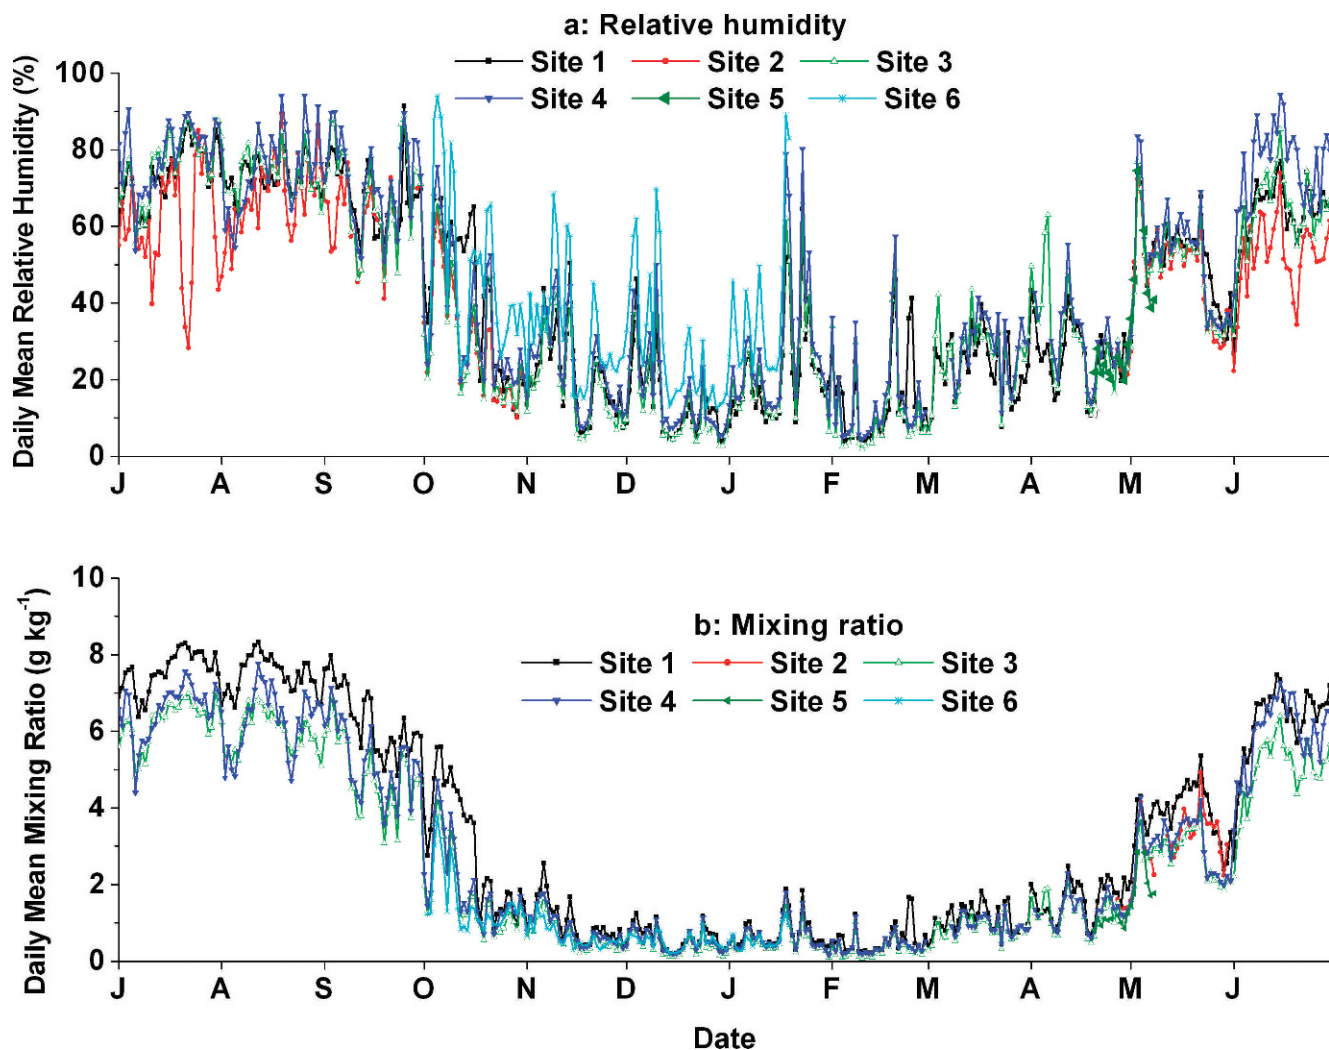 a: Relative humidity
Site 1 Site 2 Site 3
Site 4 Site 5 Site 6
Daily Mean Relative Humidity (%)
100
80
60
40
20
0
J A S O N D J F M A M J
b: Mixing ratio
Site 1 Site 2 Site 3
Site 4 Site 5 Site 6
Daily Mean Mixing Ratio (g kg⁻¹)
10
8
6
4
2
0
J A S O N D J F M A M J
Date